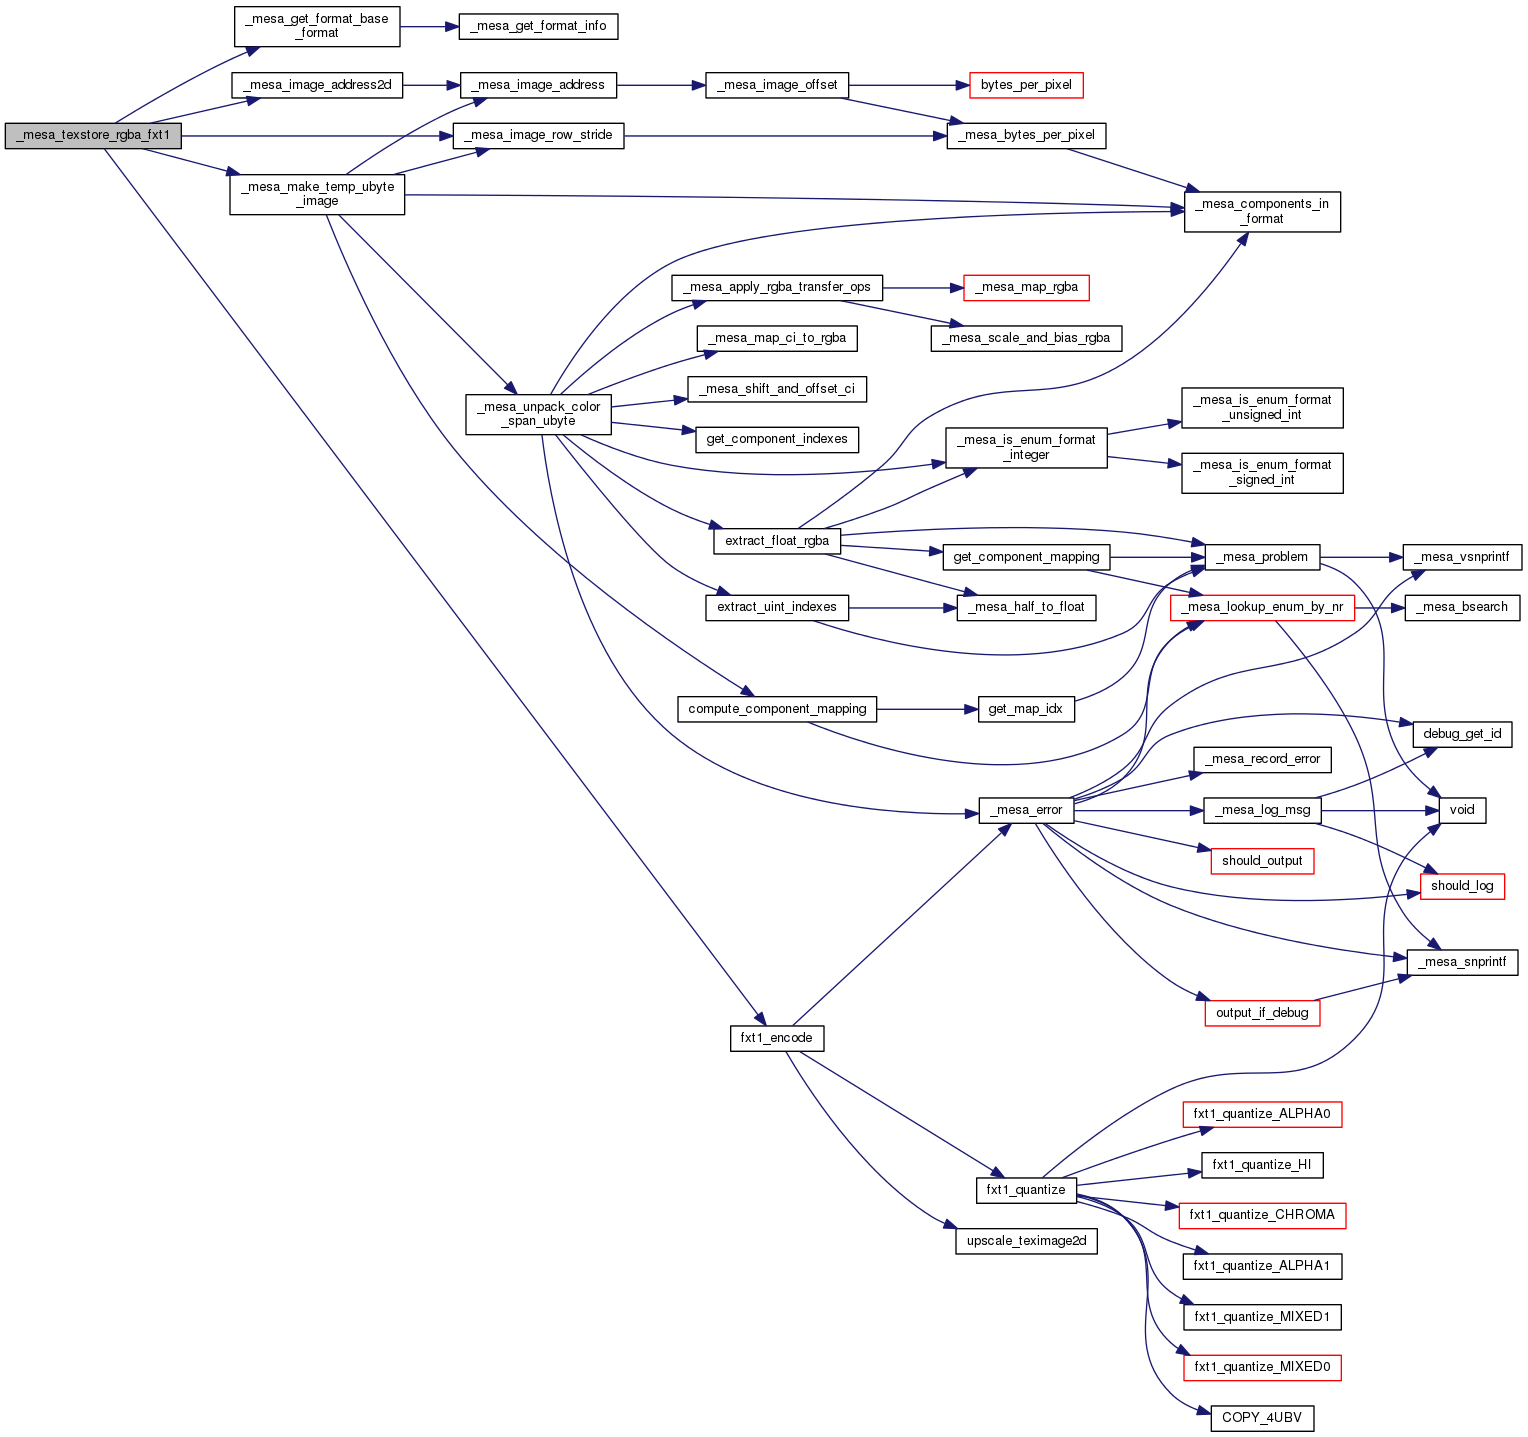 _mesa_get_format_base
_format
_mesa_get_format_info
_mesa_image_address2d
_mesa_image_address
_mesa_image_offset
bytes_per_pixel
_mesa_texstore_rgba_fxt1
_mesa_image_row_stride
_mesa_bytes_per_pixel
_mesa_make_temp_ubyte
_image
_mesa_components_in
_format
_mesa_apply_rgba_transfer_ops
_mesa_map_rgba
_mesa_map_ci_to_rgba
_mesa_scale_and_bias_rgba
_mesa_shift_and_offset_ci
_mesa_is_enum_format
_unsigned_int
_mesa_unpack_color
_span_ubyte
get_component_indexes
_mesa_is_enum_format
_integer
_mesa_is_enum_format
_signed_int
extract_float_rgba
get_component_mapping
_mesa_problem
_mesa_vsnprintf
extract_uint_indexes
_mesa_half_to_float
_mesa_lookup_enum_by_nr
_mesa_bsearch
compute_component_mapping
get_map_idx
debug_get_id
_mesa_record_error
_mesa_error
_mesa_log_msg
void
should_output
should_log
_mesa_snprintf
output_if_debug
fxt1_encode
fxt1_quantize_ALPHA0
fxt1_quantize_HI
fxt1_quantize
fxt1_quantize_CHROMA
upscale_teximage2d
fxt1_quantize_ALPHA1
fxt1_quantize_MIXED1
fxt1_quantize_MIXED0
COPY_4UBV